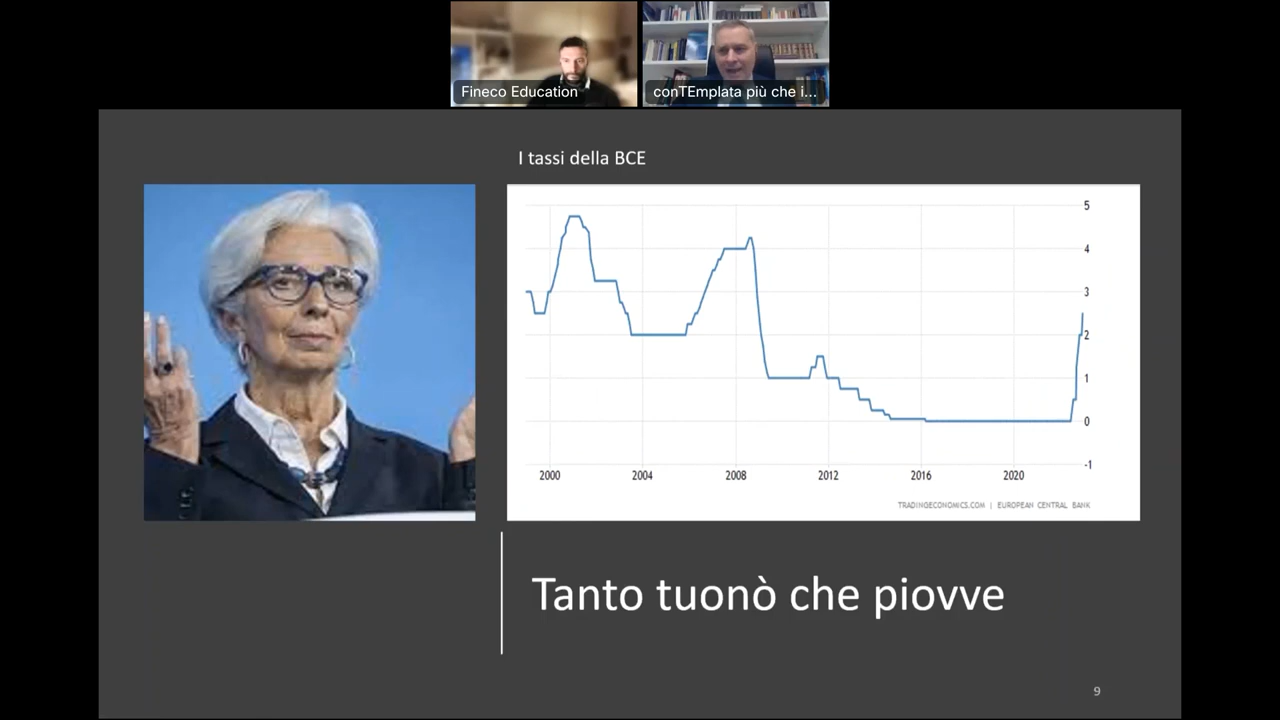 Fineco Education
conTEmplata più che i...
I tassi della BCE
5
4
3
2
1
0
-1
2000 2004 2008 2012 2016 2020
TRADINGECONOMICS.COM | EUROPEAN CENTRAL BANK
Tanto tuonò che piovve
9